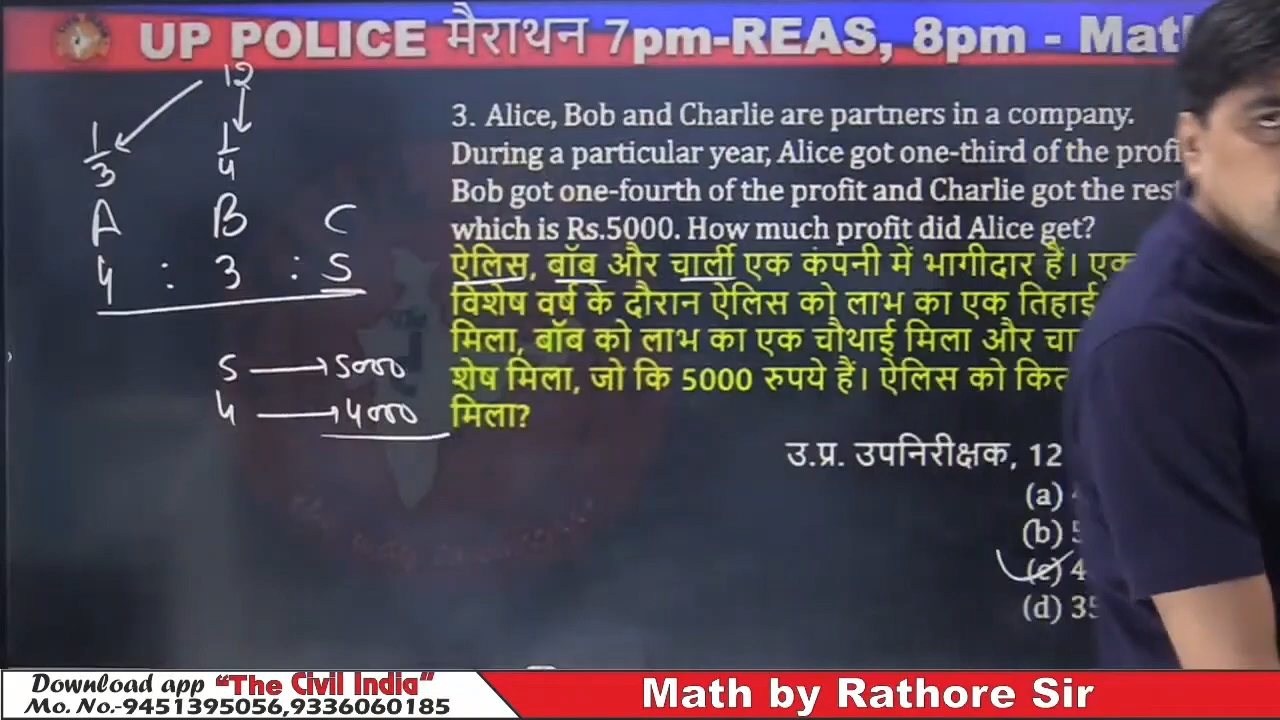 UP POLICE मैराथन 7pm-REAS, 8pm - Mat
12
1/3 1/4
A B C
4 : 3 : 5
5 → 5000
4 → 4000
3. Alice, Bob and Charlie are partners in a company.
During a particular year, Alice got one-third of the profi
Bob got one-fourth of the profit and Charlie got the rest
which is Rs.5000. How much profit did Alice get?
ऐलिस, बॉब और चार्ली एक कंपनी में भागीदार हैं। एक
विशेष वर्ष के दौरान ऐलिस को लाभ का एक तिहाई
मिला, बॉब को लाभ का एक चौथाई मिला और चा
शेष मिला, जो कि 5000 रुपये हैं। ऐलिस को कित
मिला?
उ.प्र. उपनिरीक्षक, 12
(a) 4
(b) 5
(c) 4
(d) 35
Download app "The Civil India"
Mo. No.-9451395056,9336060185
Math by Rathore Sir